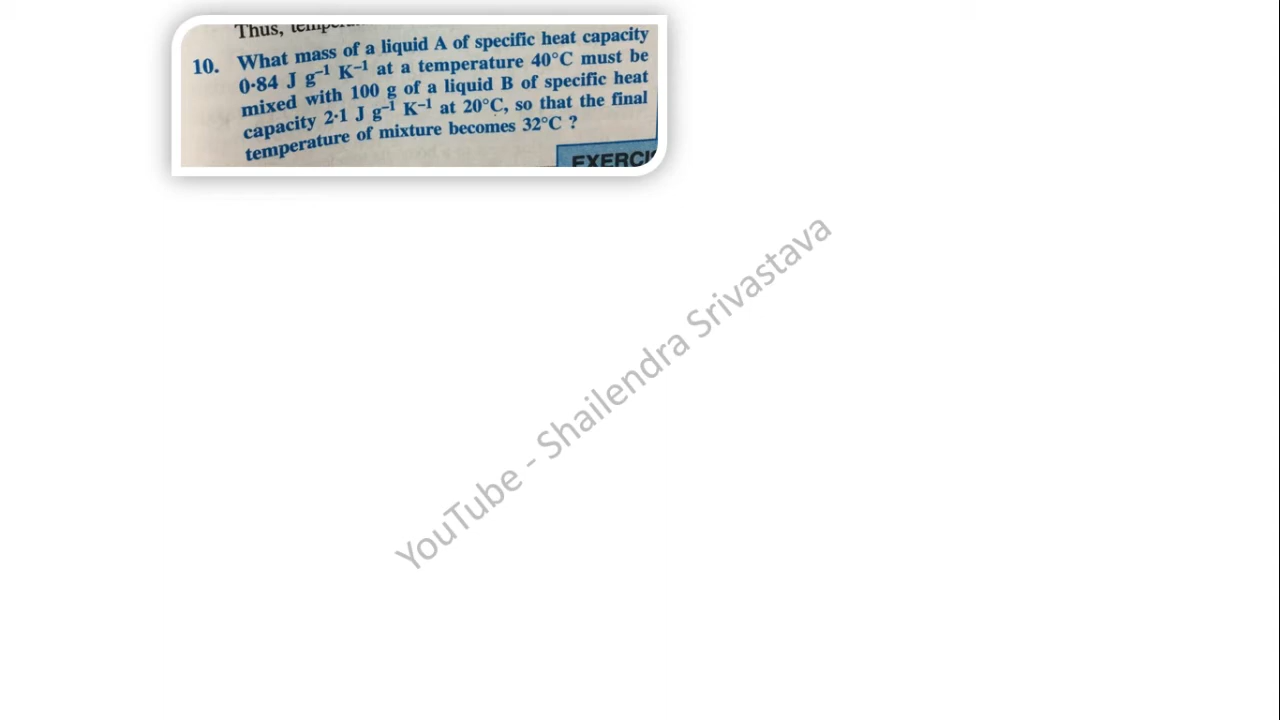 Thus,
10. What mass of a liquid A of specific heat capacity
0·84 J g⁻¹ K⁻¹ at a temperature 40°C must be
mixed with 100 g of a liquid B of specific heat
capacity 2·1 J g⁻¹ K⁻¹ at 20°C, so that the final
temperature of mixture becomes 32°C ?
YouTube - Shailendra Srivastava